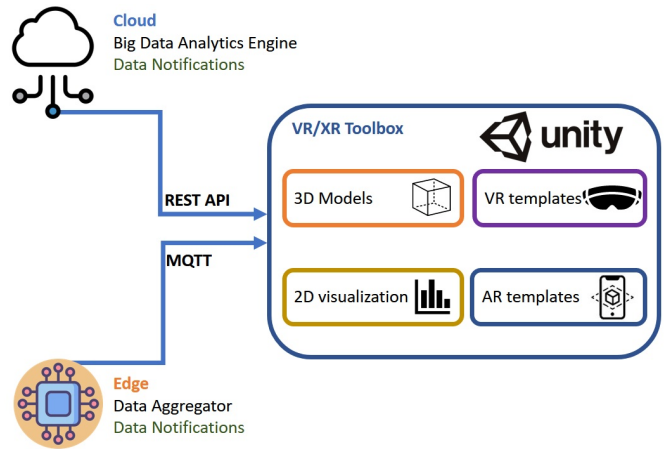 Cloud
Big Data Analytics Engine
Data Notifications
VR/XR Toolbox
unity
3D Models
VR templates
REST API
MQTT
2D visualization
AR templates
Edge
Data Aggregator
Data Notifications